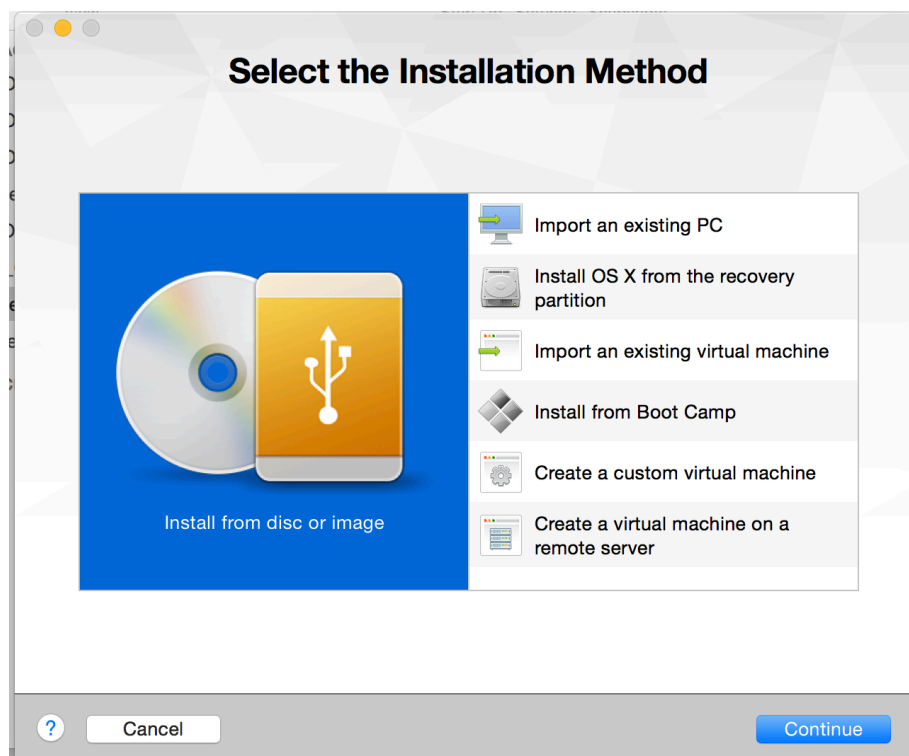 Select the Installation Method
Import an existing PC
Install OS X from the recovery
partition
Import an existing virtual machine
Install from Boot Camp
Create a custom virtual machine
Create a virtual machine on a
remote server
Install from disc or image
?
Cancel
Continue